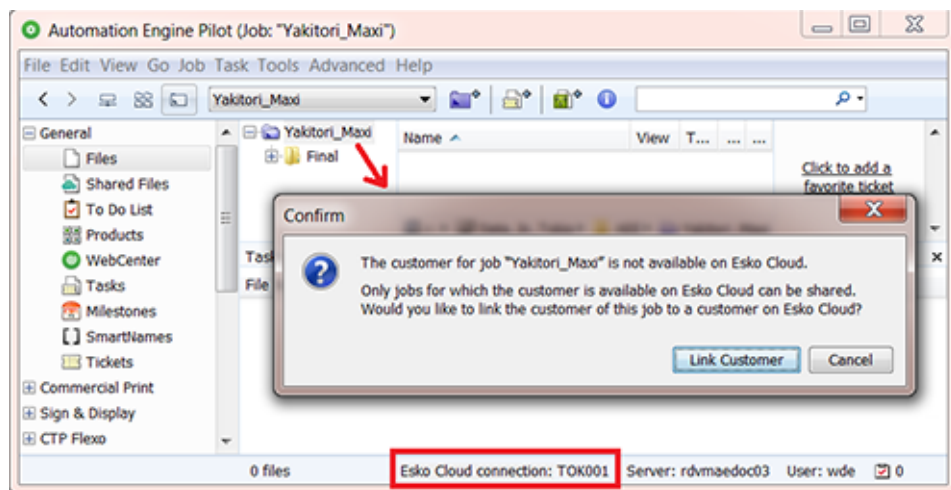 Automation Engine Pilot (Job: "Yakitori_Maxi")
File Edit View Go Job Task Tools Advanced Help
Yakitori_Maxi
General
Files
Shared Files
To Do List
Products
WebCenter
Tasks
Milestones
SmartNames
Tickets
Commercial Print
Sign & Display
CTP Flexo
Yakitori_Maxi
Final
Name View T... ... ...
Click to add a
favorite ticket
Task
File
Confirm
The customer for job "Yakitori_Maxi" is not available on Esko Cloud.
Only jobs for which the customer is available on Esko Cloud can be shared.
Would you like to link the customer of this job to a customer on Esko Cloud?
Link Customer Cancel
0 files Esko Cloud connection: TOK001 Server: rdvmaedoc03 User: wde 0